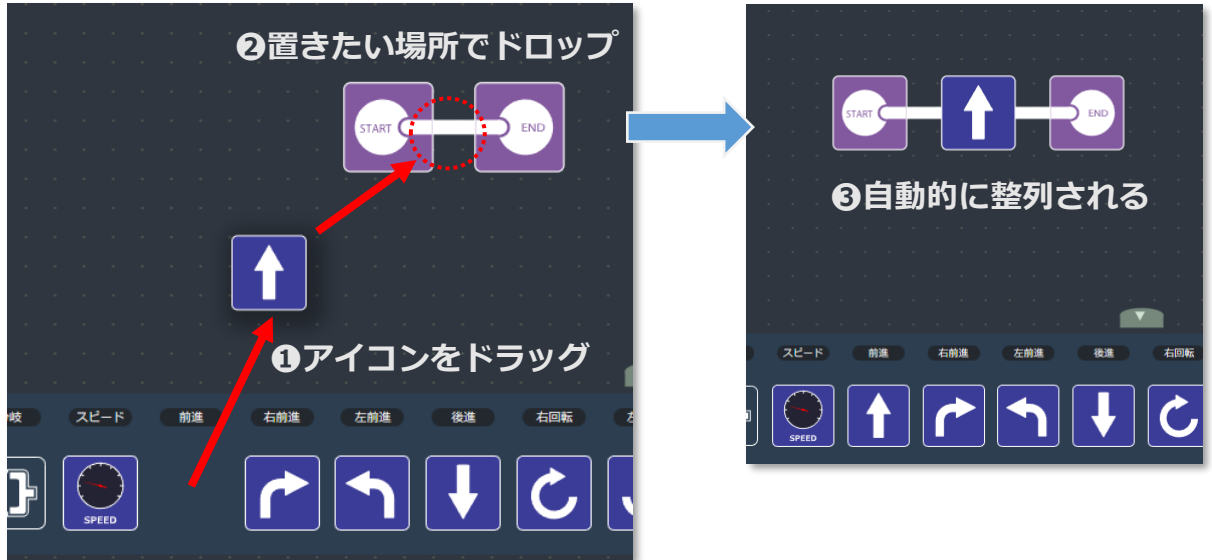 ❷置きたい場所でドロップ
START END
❶アイコンをドラッグ
スピード 前進 右前進 左前進 後進 右回転
SPEED
START END
❸自動的に整列される
スピード 前進 右前進 左前進 後進 右回転
SPEED